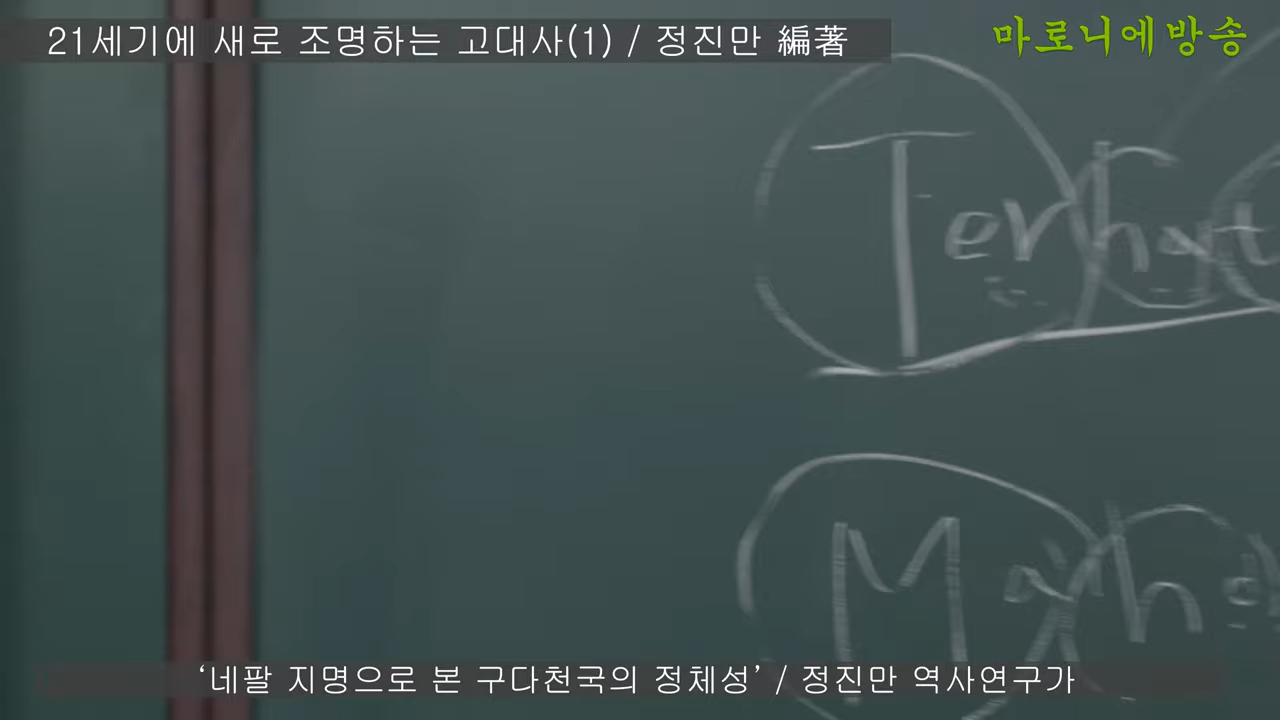 21세기에 새로 조명하는 고대사(1) / 정진만 編著
마로니에방송
Terhat
Maha
‘네팔 지명으로 본 구다천국의 정체성’ / 정진만 역사연구가